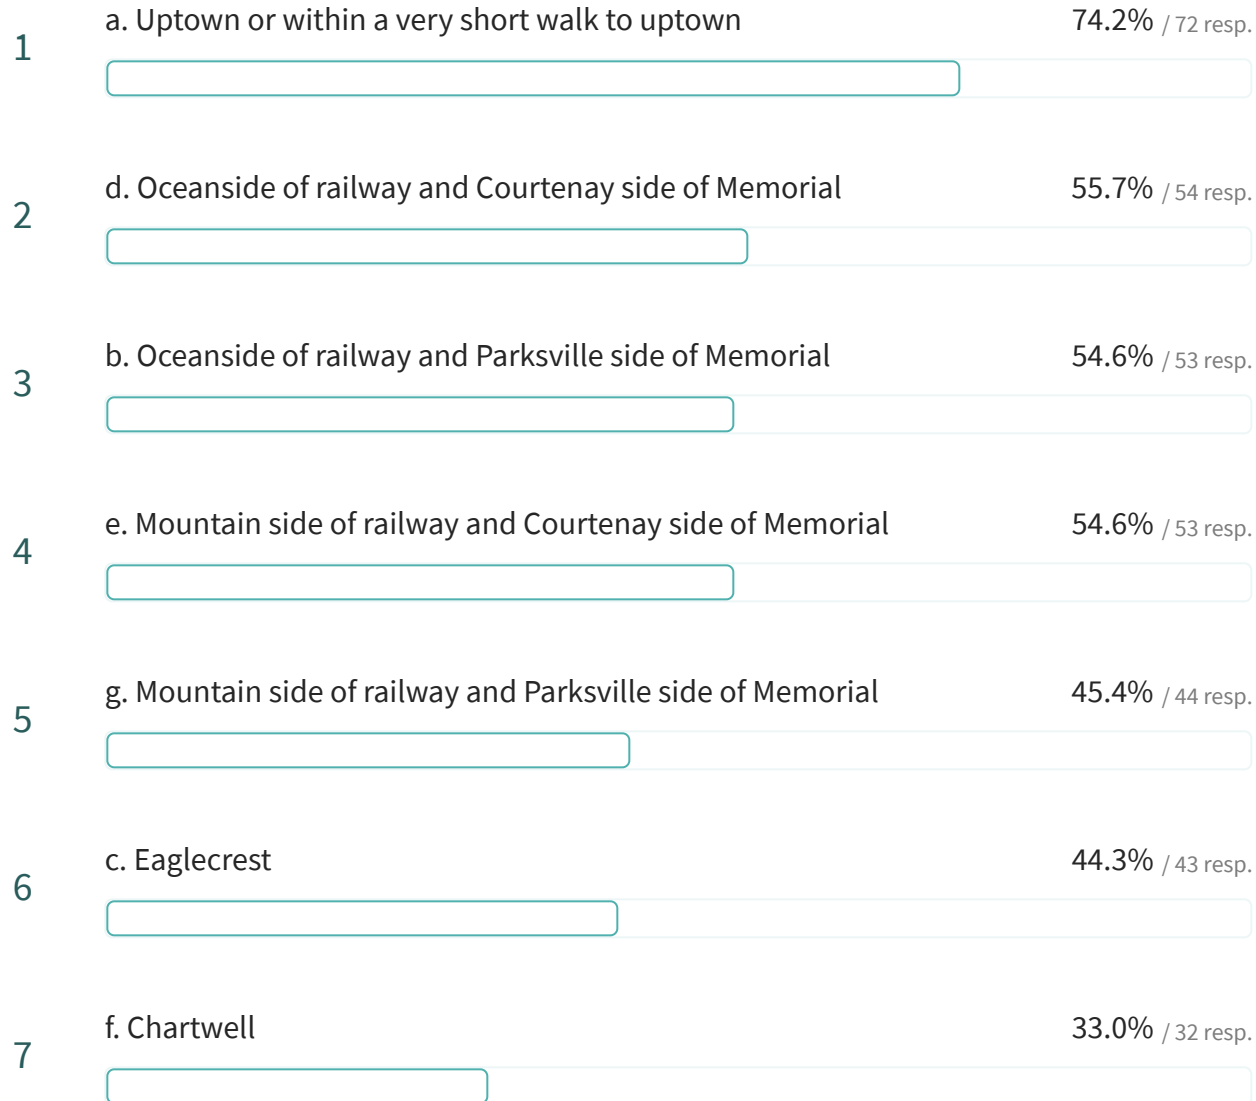 1
a. Uptown or within a very short walk to uptown 74.2% / 72 resp.
2
d. Oceanside of railway and Courtenay side of Memorial 55.7% / 54 resp.
3
b. Oceanside of railway and Parksville side of Memorial 54.6% / 53 resp.
4
e. Mountain side of railway and Courtenay side of Memorial 54.6% / 53 resp.
5
g. Mountain side of railway and Parksville side of Memorial 45.4% / 44 resp.
6
c. Eaglecrest 44.3% / 43 resp.
7
f. Chartwell 33.0% / 32 resp.